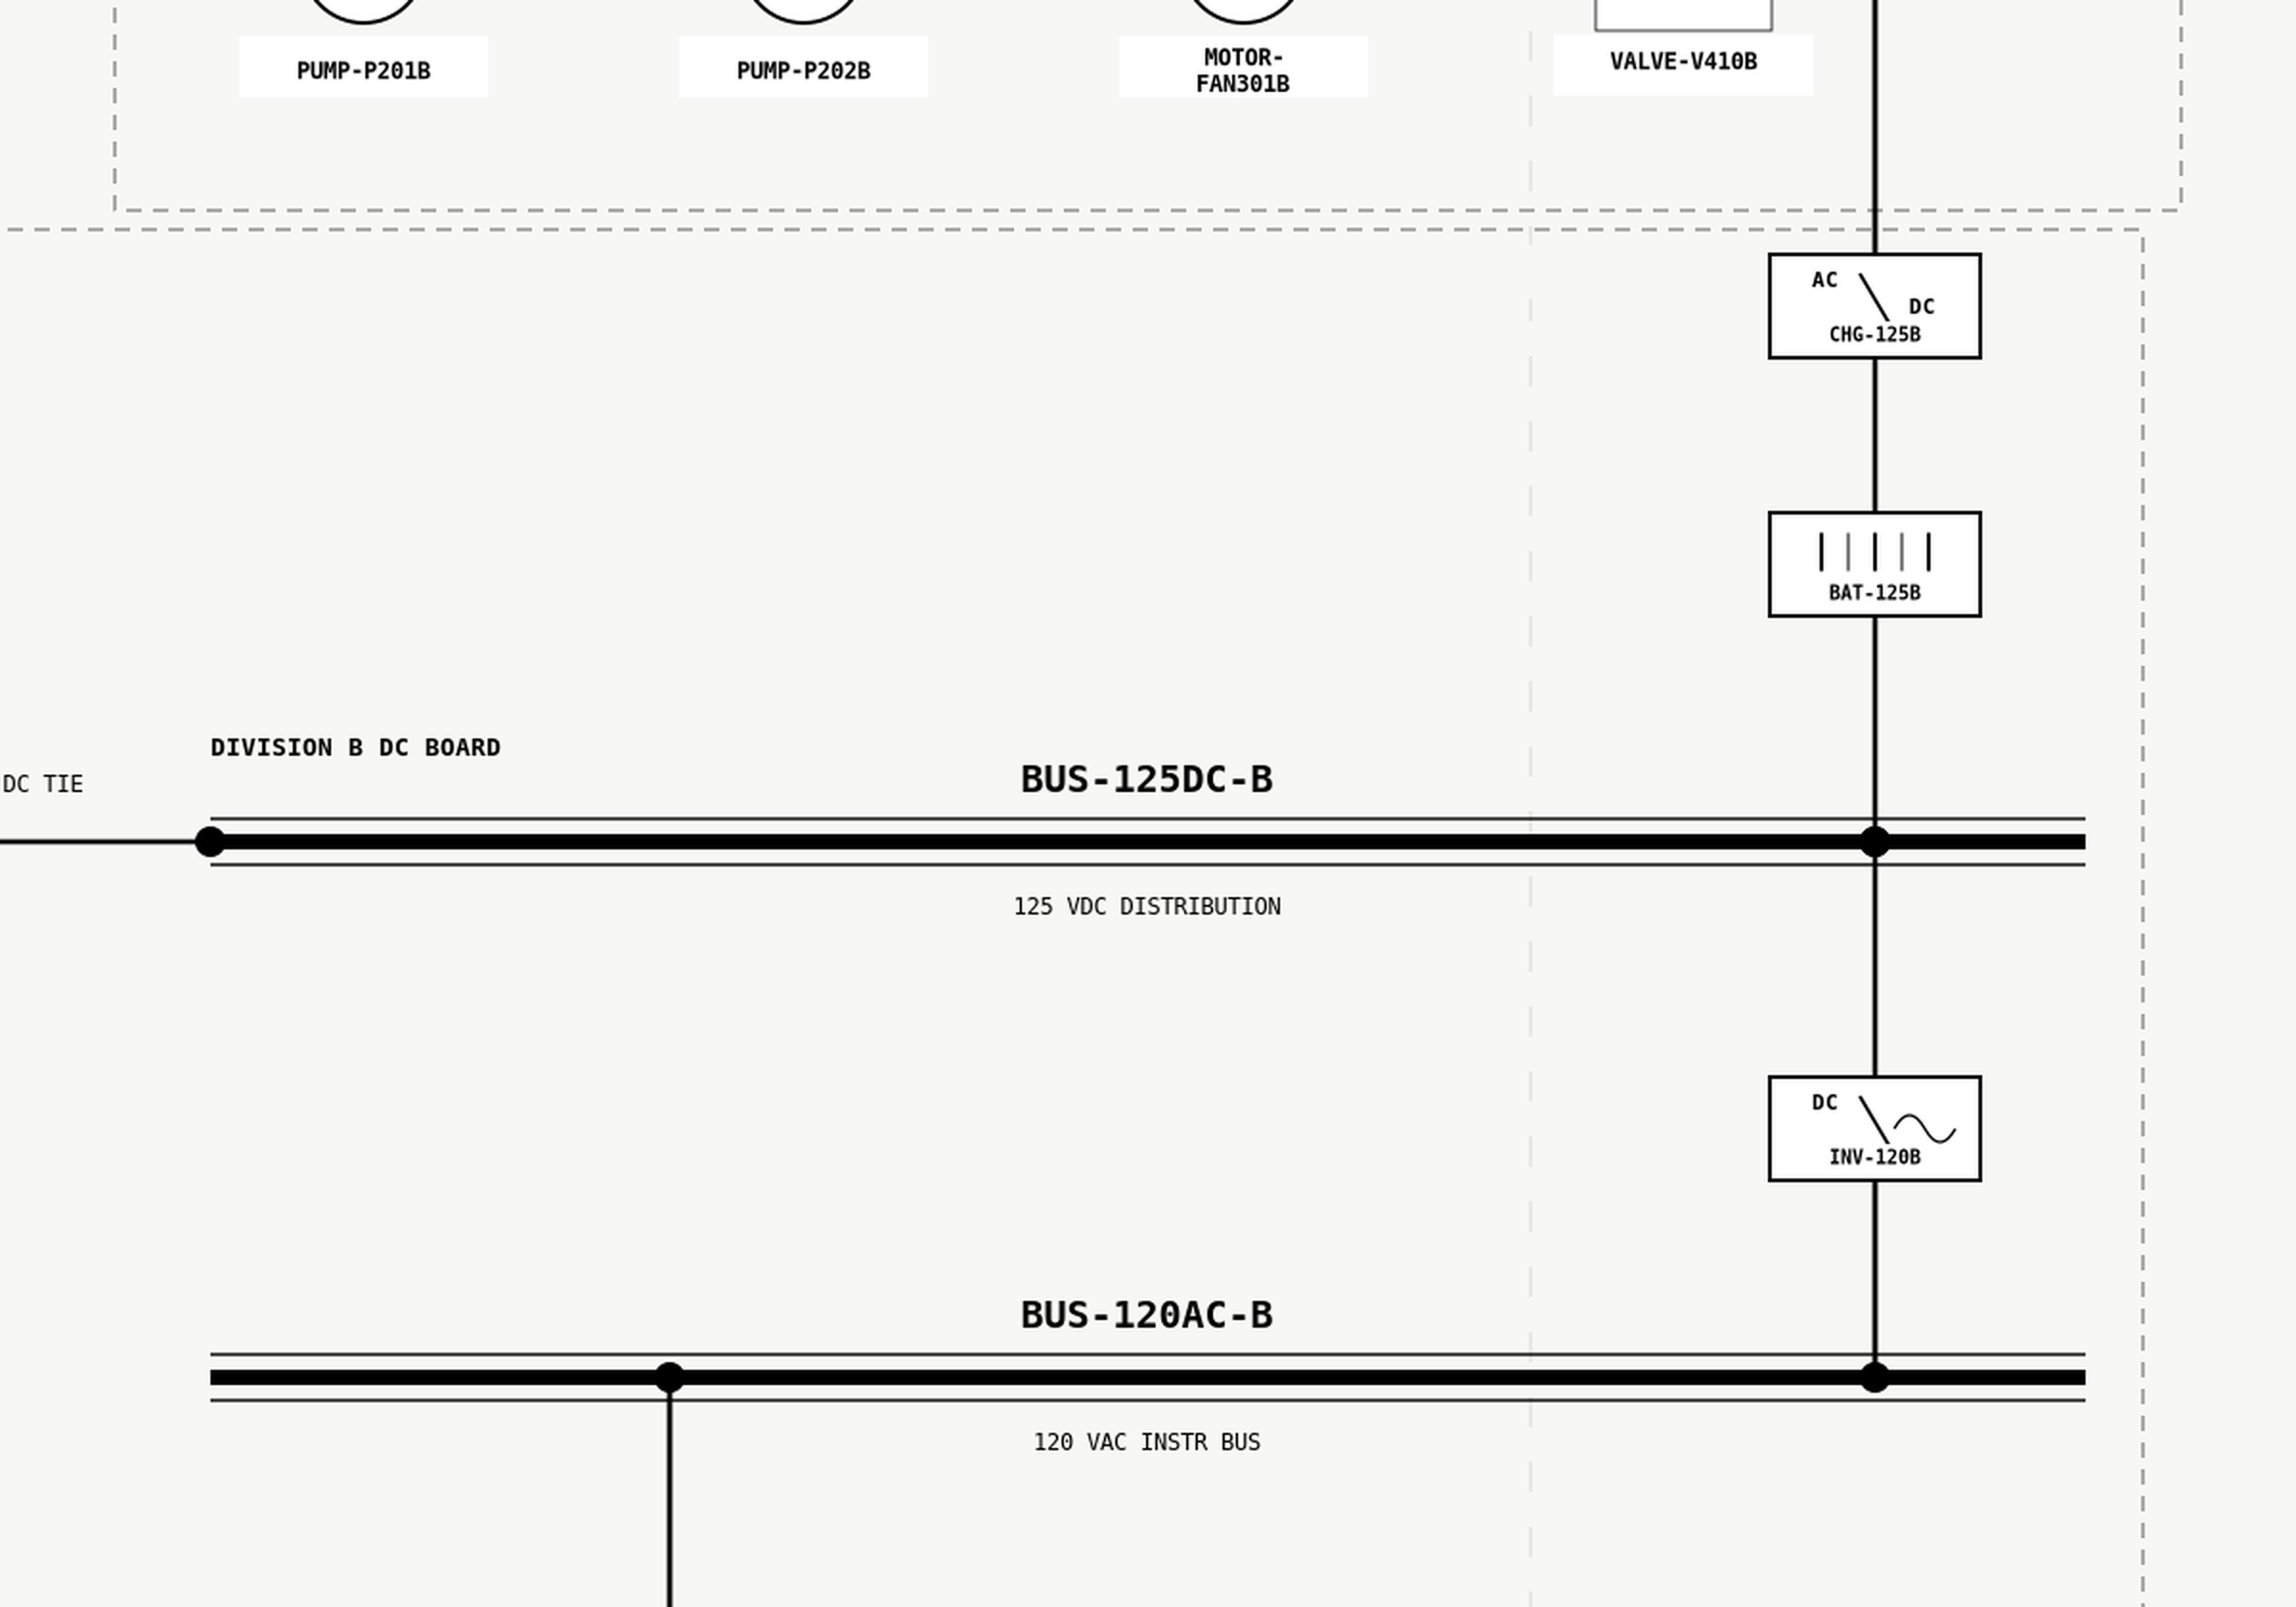 PUMP-P201B
PUMP-P202B
MOTOR-
FAN301B
VALVE-V410B
AC
DC
CHG-125B
BAT-125B
DIVISION B DC BOARD
DC TIE
BUS-125DC-B
125 VDC DISTRIBUTION
DC
INV-120B
BUS-120AC-B
120 VAC INSTR BUS